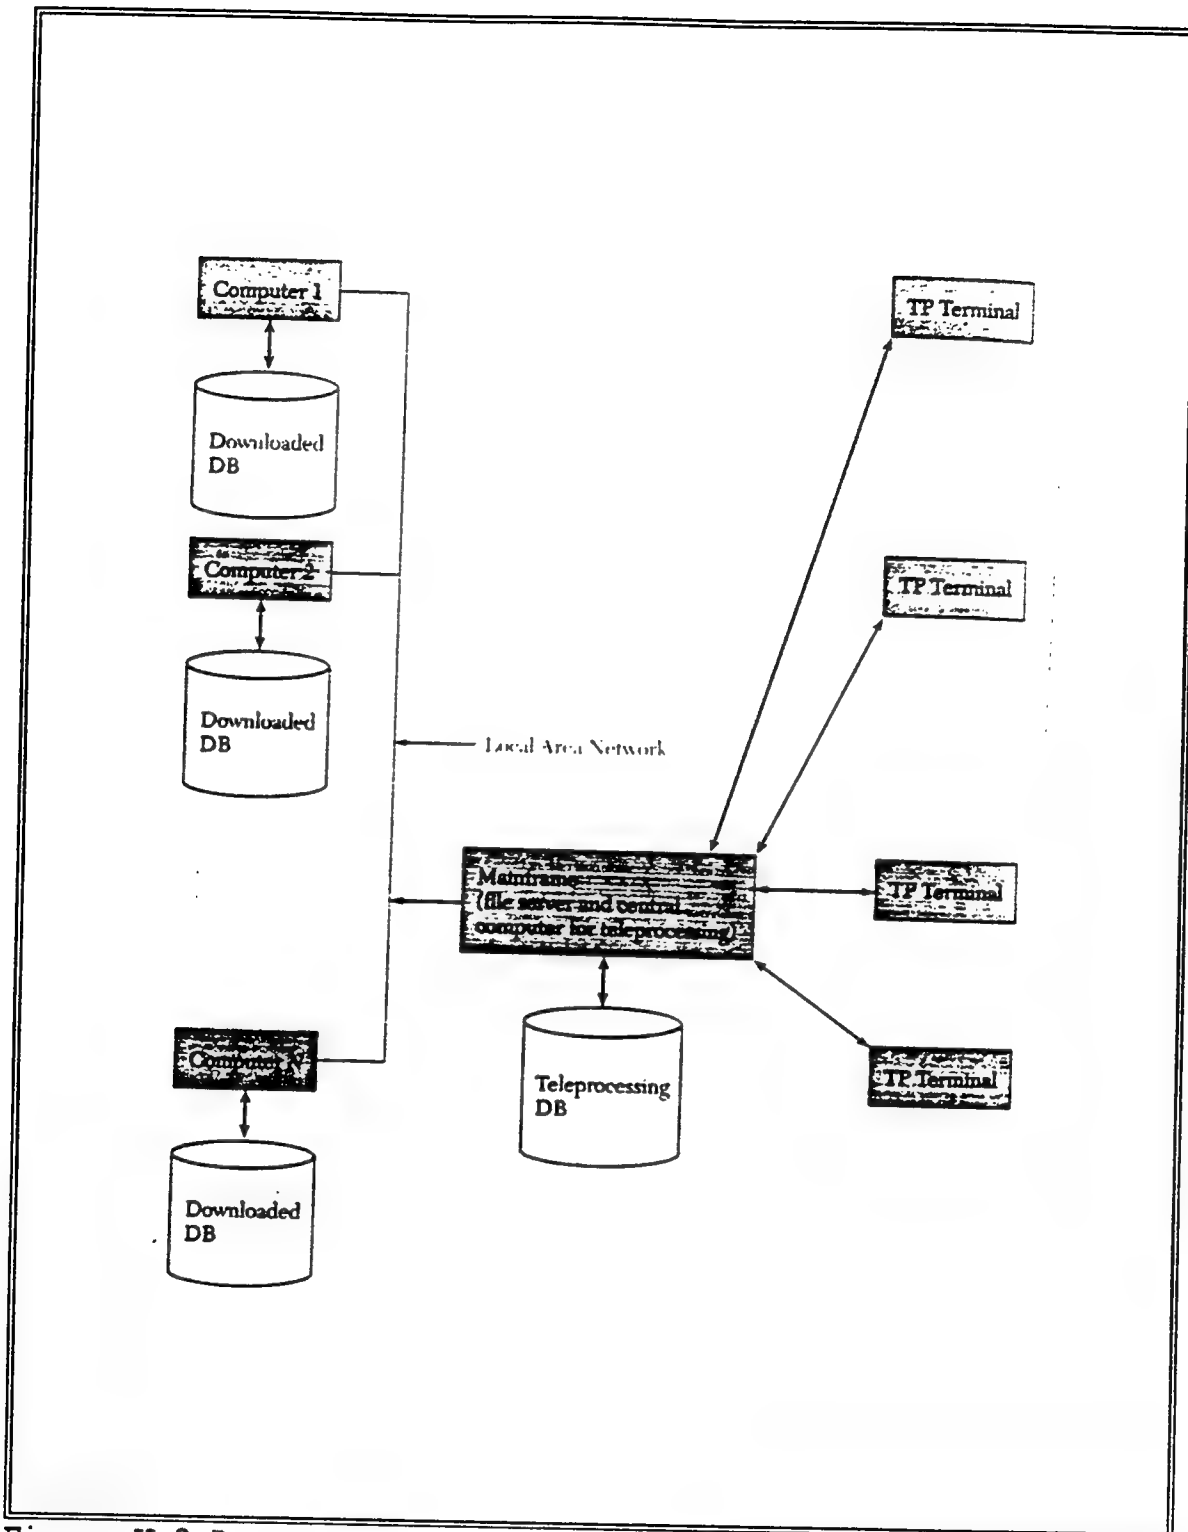 Computer 1
TP Terminal
Downloaded
DB
Computer 2
TP Terminal
Downloaded
DB
Local Area Network
Mainframe
(file server and central
computer for teleprocessing)
TP Terminal
Computer N
TP Terminal
Teleprocessing
DB
Downloaded
DB